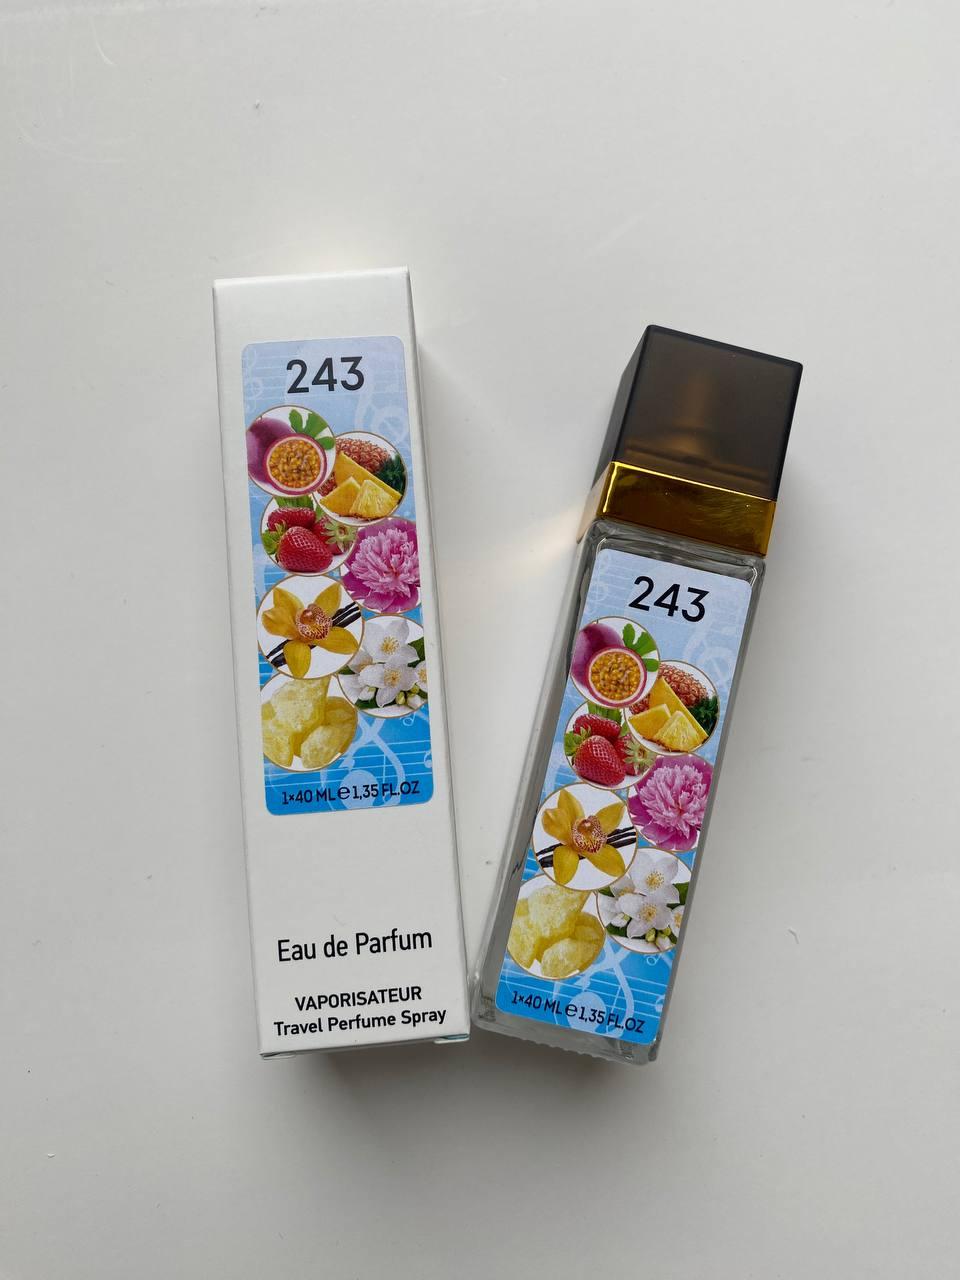 243
1×40 ML℮1,35 FL.OZ
Eau de Parfum
VAPORISATEUR
Travel Perfume Spray
243
1×40 ML℮1,35 FL.OZ